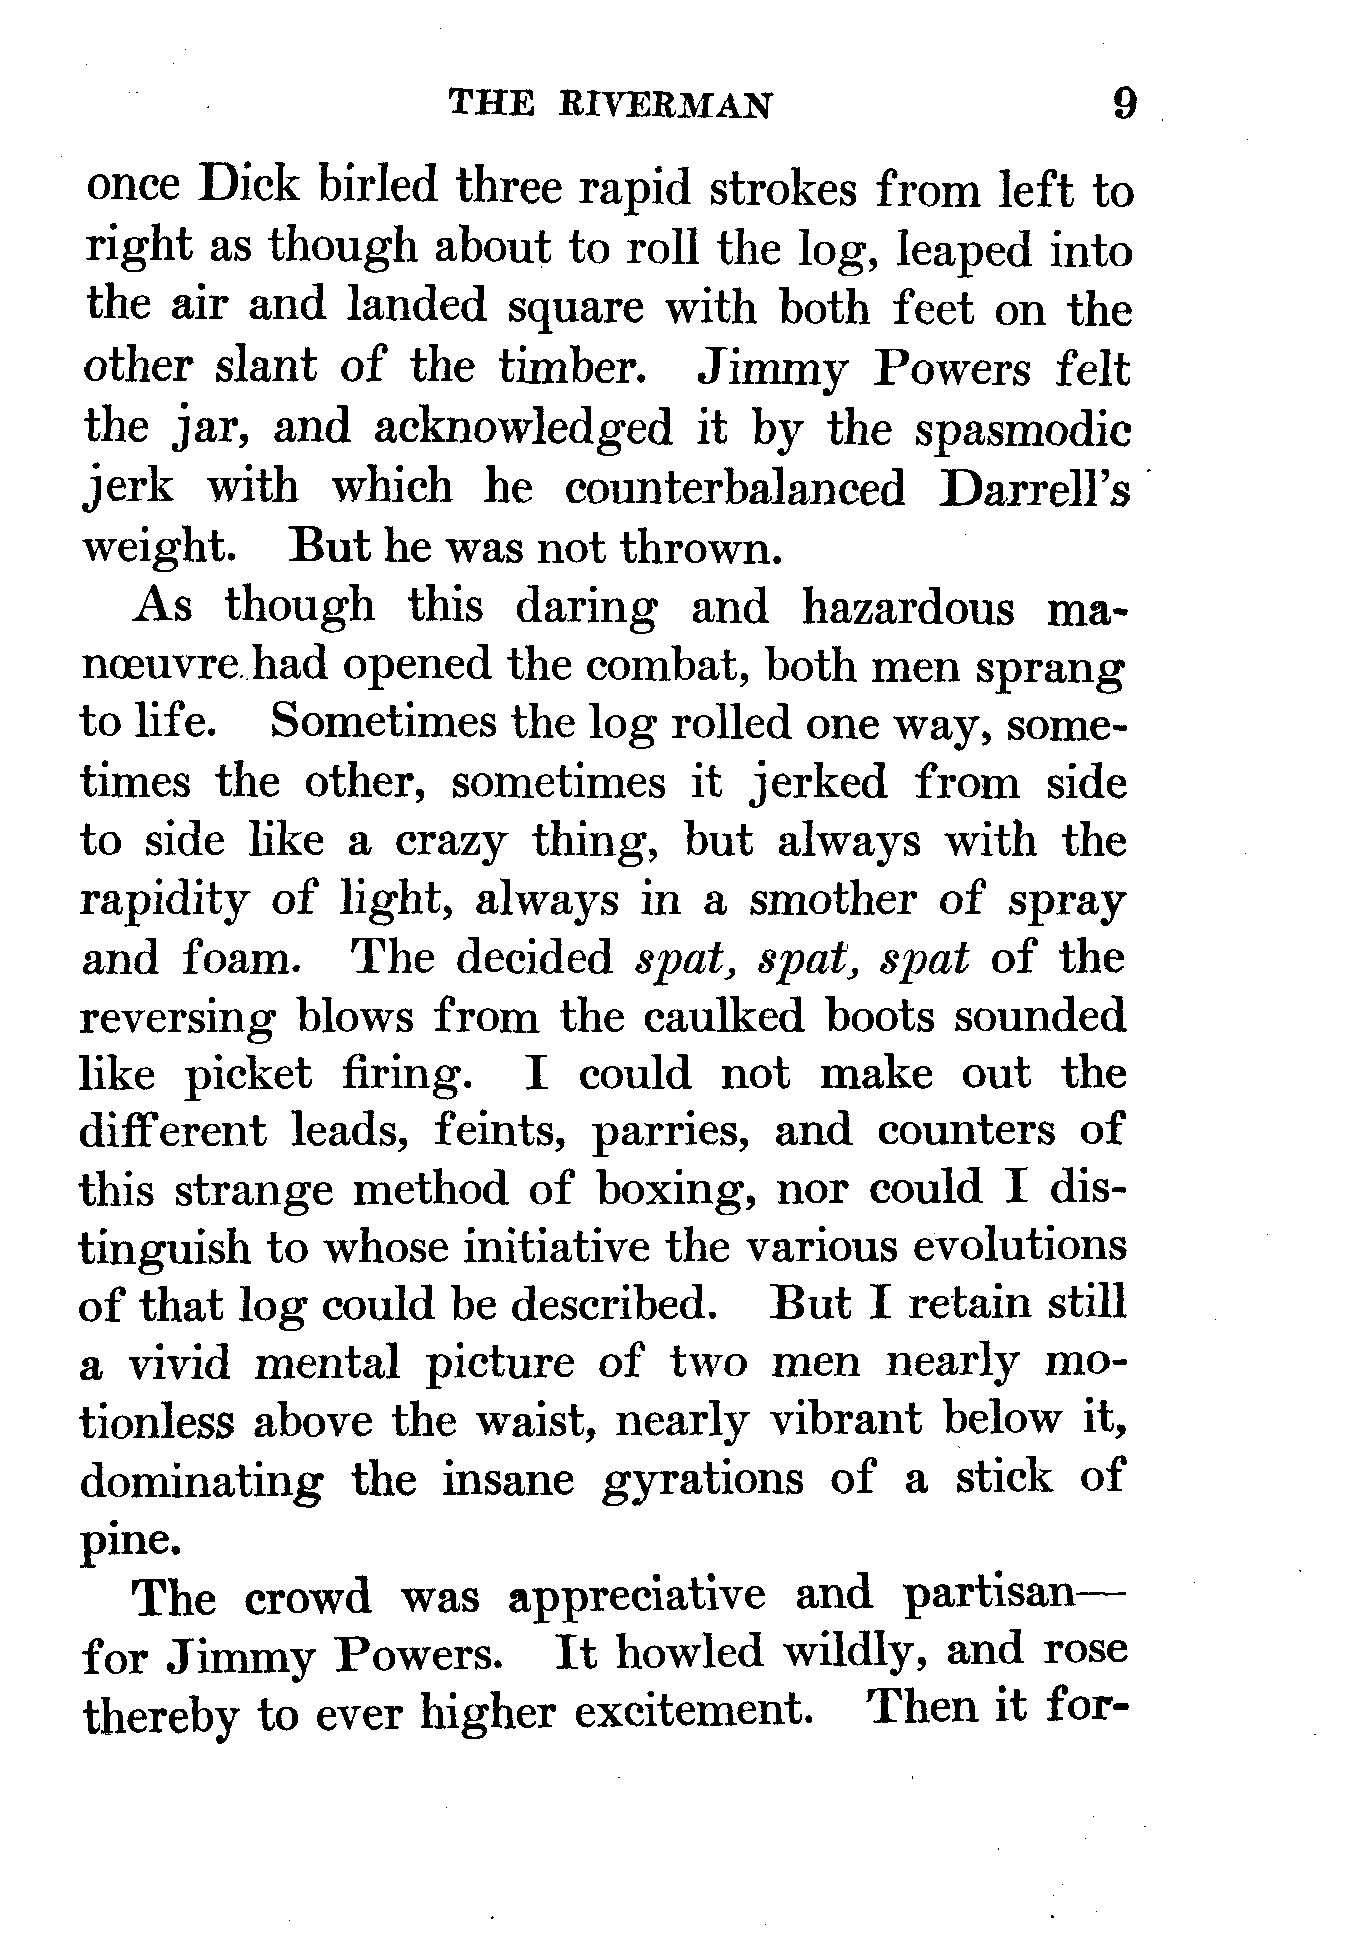 THE RIVERMAN 9
once Dick birled three rapid strokes from left to
right as though about to roll the log, leaped into
the air and landed square with both feet on the
other slant of the timber. Jimmy Powers felt
the jar, and acknowledged it by the spasmodic
jerk with which he counterbalanced Darrell's
weight. But he was not thrown.
As though this daring and hazardous ma-
nœuvre had opened the combat, both men sprang
to life. Sometimes the log rolled one way, some-
times the other, sometimes it jerked from side
to side like a crazy thing, but always with the
rapidity of light, always in a smother of spray
and foam. The decided spat, spat, spat of the
reversing blows from the caulked boots sounded
like picket firing. I could not make out the
different leads, feints, parries, and counters of
this strange method of boxing, nor could I dis-
tinguish to whose initiative the various evolutions
of that log could be described. But I retain still
a vivid mental picture of two men nearly mo-
tionless above the waist, nearly vibrant below it,
dominating the insane gyrations of a stick of
pine.
The crowd was appreciative and partisan—
for Jimmy Powers. It howled wildly, and rose
thereby to ever higher excitement. Then it for-